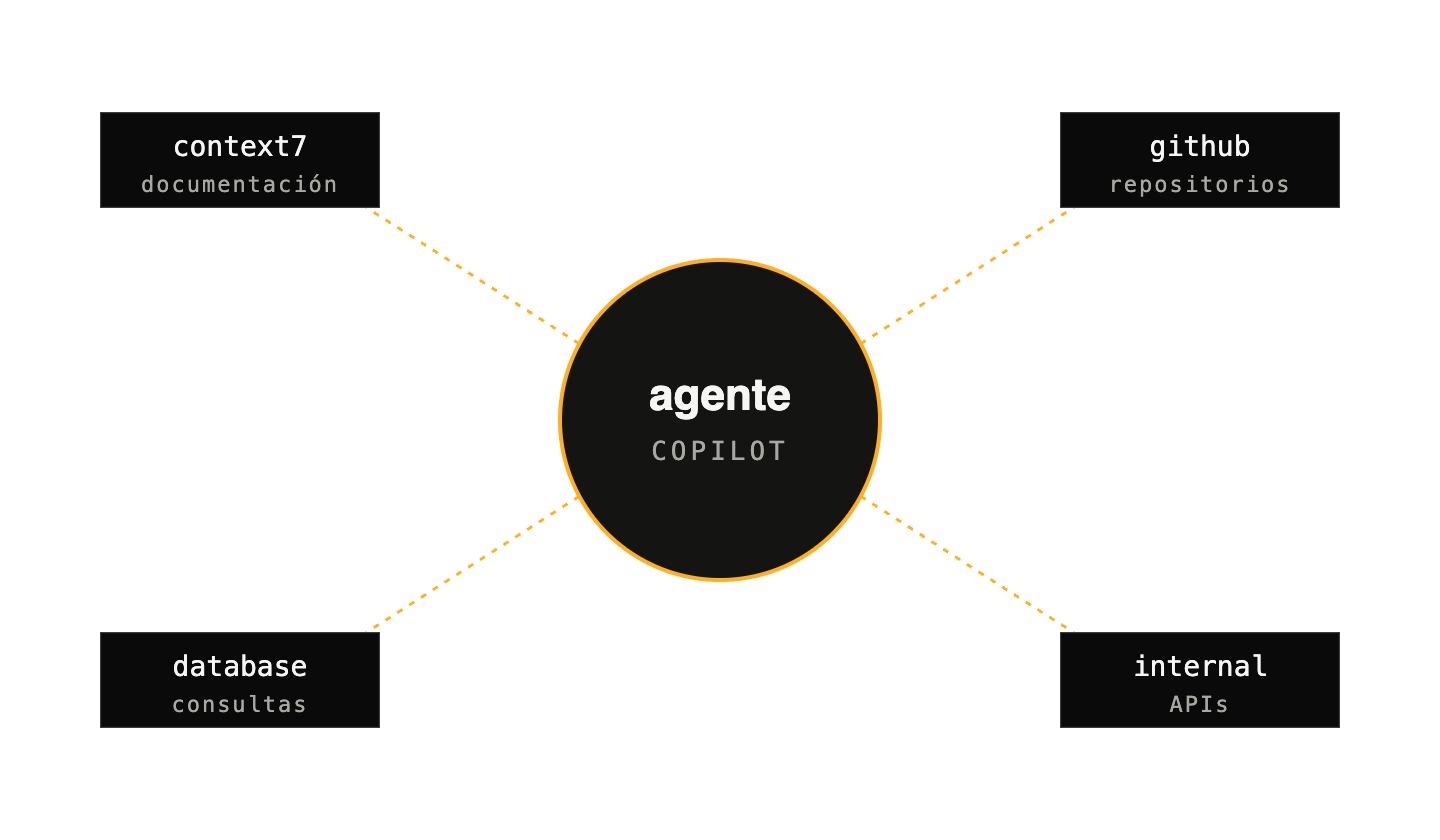 context7
documentación
github
repositorios
agente
COPILOT
database
consultas
internal
APIs